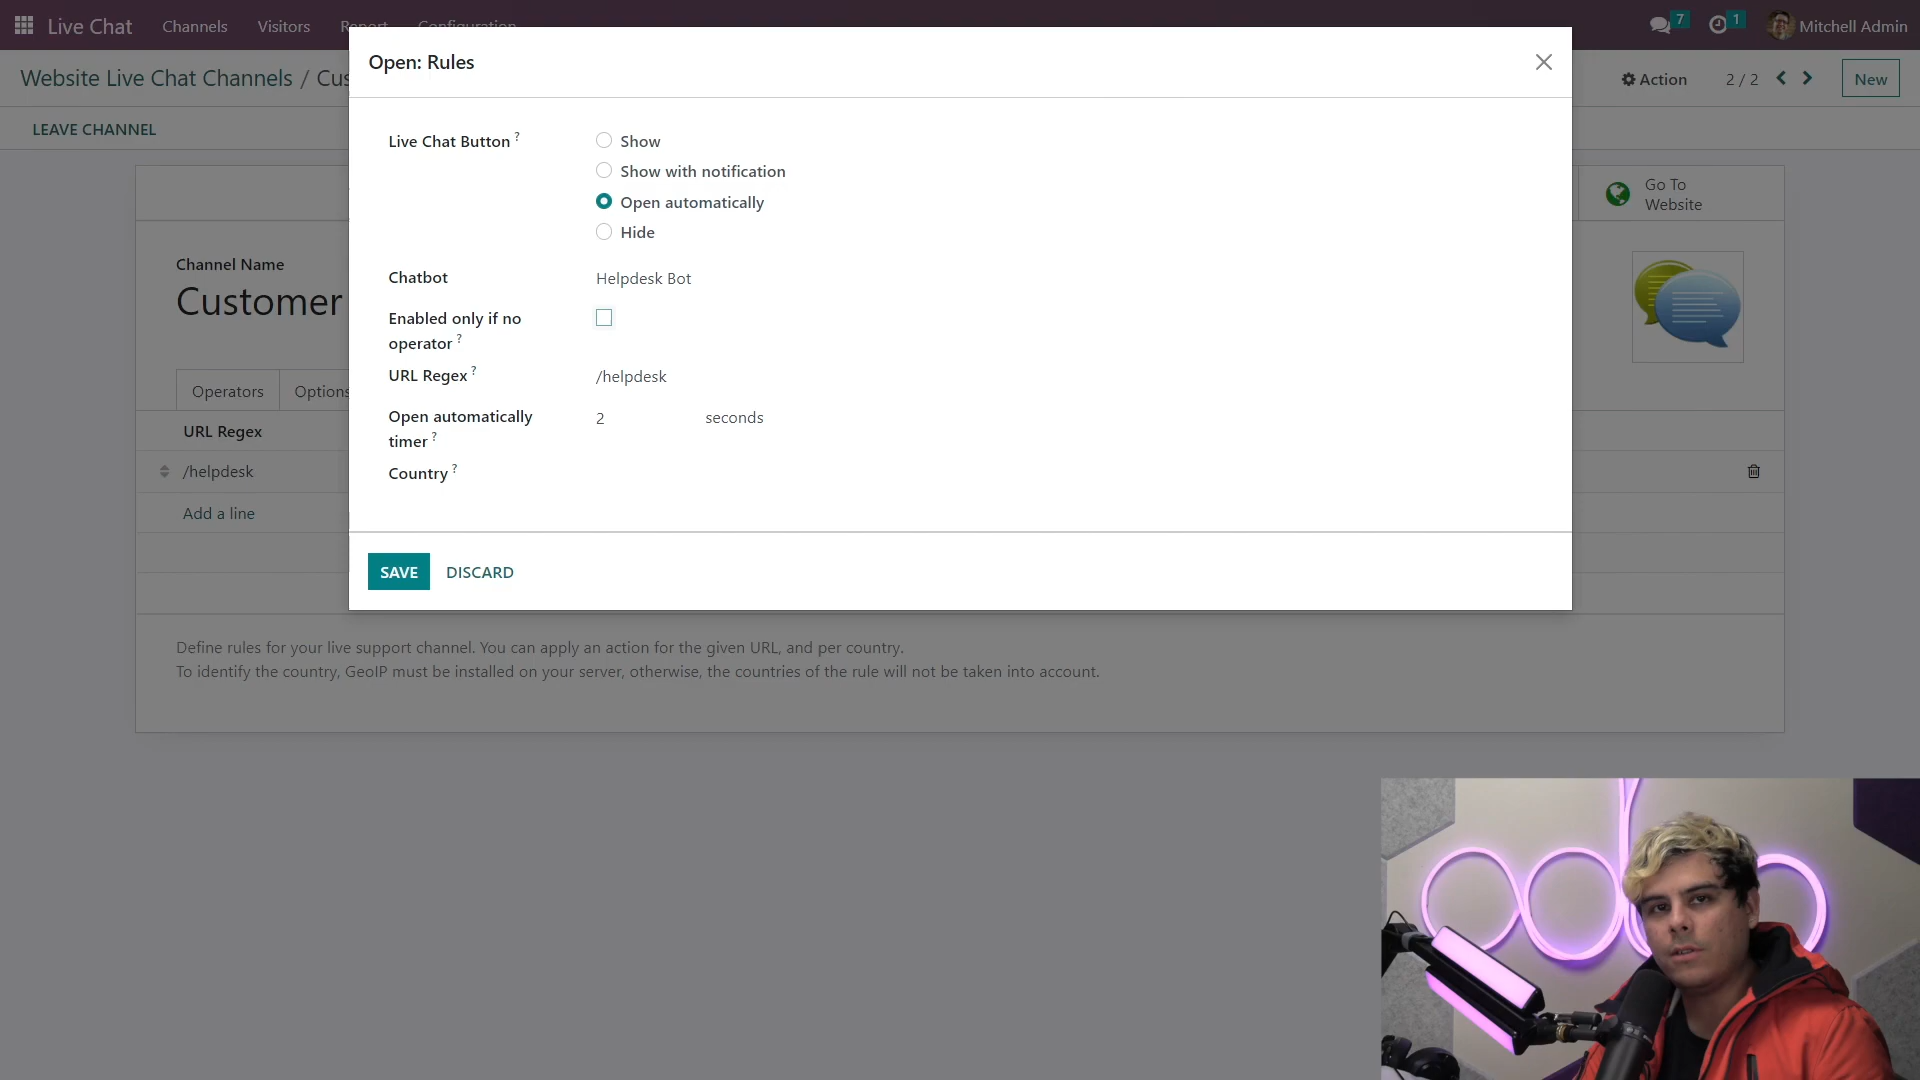 Live Chat
Channels
Visitors
Report
Configuration
7
1
Mitchell Admin
Website Live Chat Channels / Cus
Action
2 / 2
New
LEAVE CHANNEL
Open: Rules
Live Chat Button ?
Show
Show with notification
Open automatically
Hide
Chatbot
Helpdesk Bot
Enabled only if no
operator ?
URL Regex ?
/helpdesk
Open automatically
timer ?
2
seconds
Country ?
SAVE
DISCARD
Go To
Website
Channel Name
Customer
Operators
Options
URL Regex
/helpdesk
Add a line
Define rules for your live support channel. You can apply an action for the given URL, and per country.
To identify the country, GeoIP must be installed on your server, otherwise, the countries of the rule will not be taken into account.